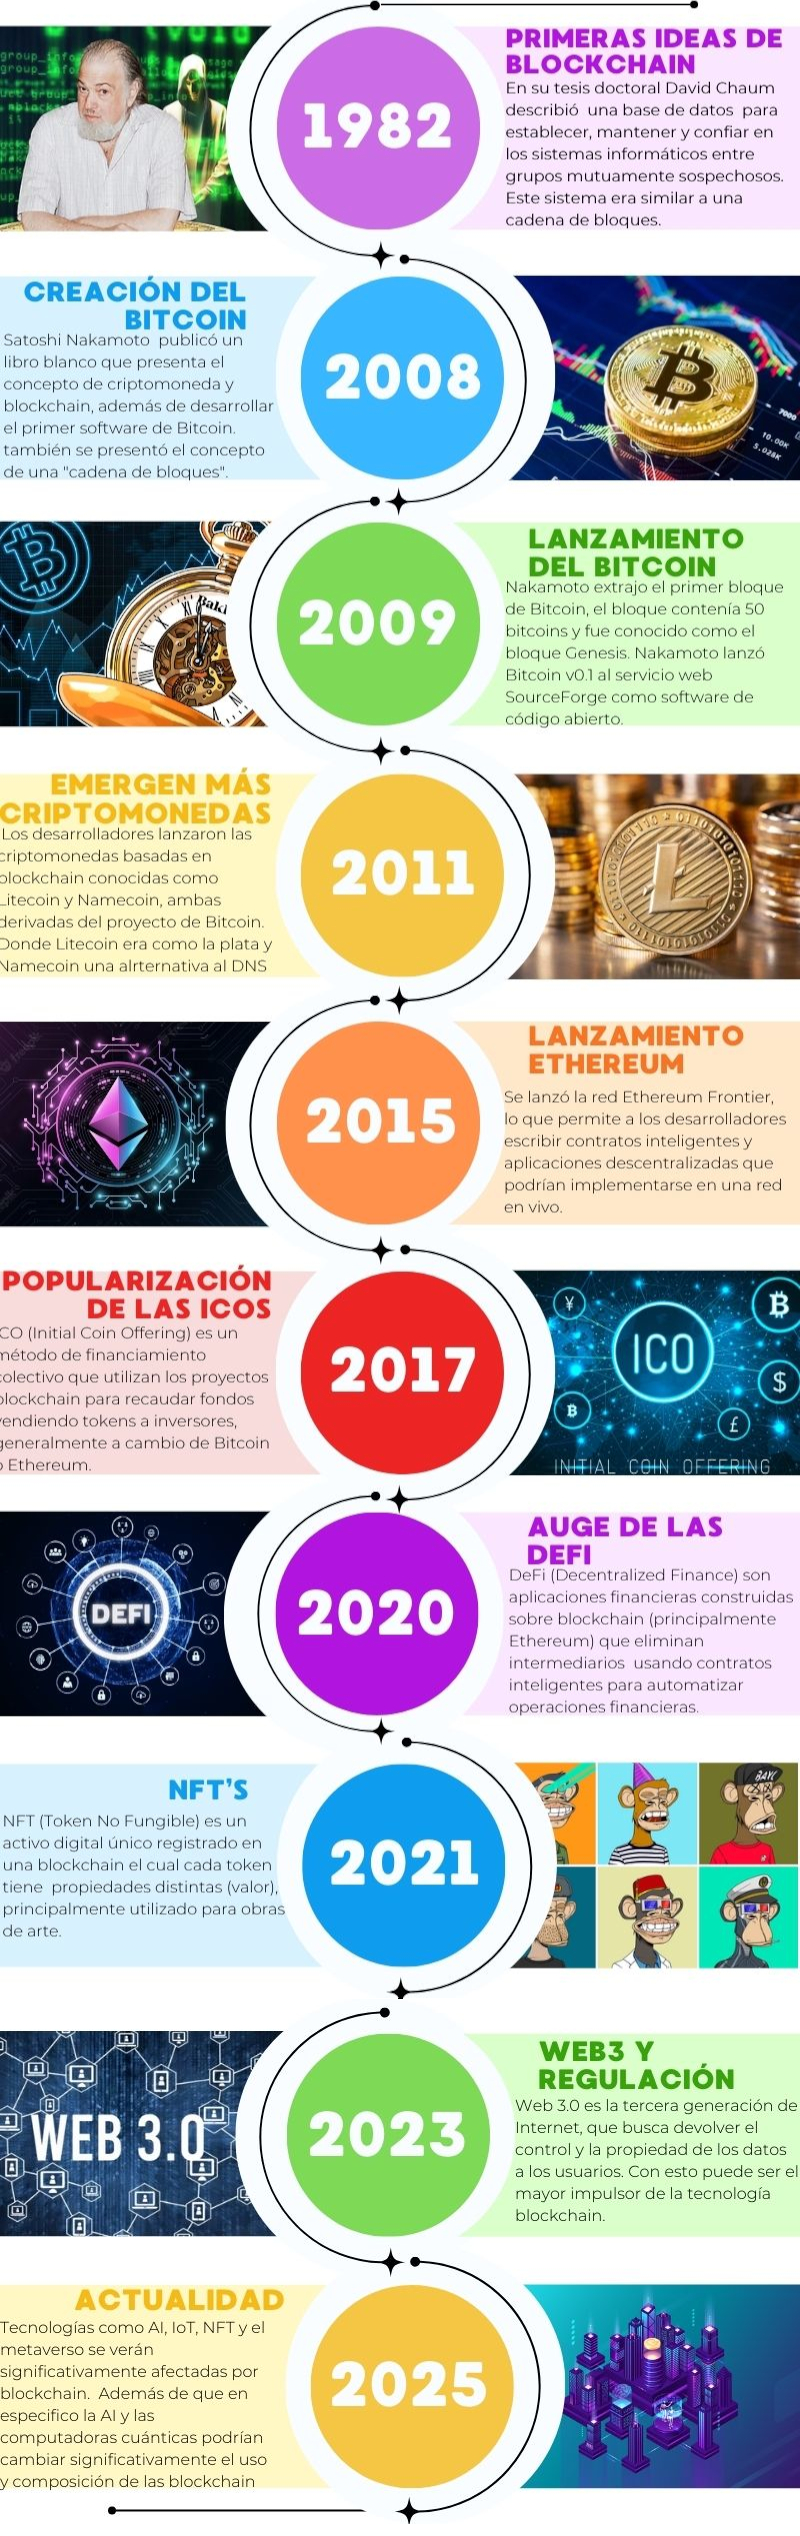 PRIMERAS IDEAS DE
BLOCKCHAIN
En su tesis doctoral David Chaum
describió una base de datos para
establecer, mantener y confiar en
los sistemas informáticos entre
grupos mutuamente sospechosos.
Este sistema era similar a una
cadena de bloques.
1982
CREACIÓN DEL
BITCOIN
Satoshi Nakamoto publicó un
libro blanco que presenta el
concepto de criptomoneda y
blockchain, además de desarrollar
el primer software de Bitcoin.
también se presentó el concepto
de una "cadena de bloques".
2008
7000
10.00K
5.028K
LANZAMIENTO
DEL BITCOIN
Nakamoto extrajo el primer bloque
de Bitcoin, el bloque contenía 50
bitcoins y fue conocido como el
bloque Genesis. Nakamoto lanzó
Bitcoin v0.1 al servicio web
SourceForge como software de
código abierto.
2009
EMERGEN MÁS
CRIPTOMONEDAS
Los desarrolladores lanzaron las
criptomonedas basadas en
blockchain conocidas como
Litecoin y Namecoin, ambas
derivadas del proyecto de Bitcoin.
Donde Litecoin era como la plata y
Namecoin una alrternativa al DNS
2011
LANZAMIENTO
ETHEREUM
Se lanzó la red Ethereum Frontier,
lo que permite a los desarrolladores
escribir contratos inteligentes y
aplicaciones descentralizadas que
podrían implementarse en una red
en vivo.
2015
POPULARIZACIÓN
DE LAS ICOS
ICO (Initial Coin Offering) es un
método de financiamiento
colectivo que utilizan los proyectos
blockchain para recaudar fondos
vendiendo tokens a inversores,
generalmente a cambio de Bitcoin
o Ethereum.
2017
ICO
INITIAL COIN OFFERING
AUGE DE LAS
DEFI
DeFi (Decentralized Finance) son
aplicaciones financieras construidas
sobre blockchain (principalmente
Ethereum) que eliminan
intermediarios usando contratos
inteligentes para automatizar
operaciones financieras.
2020
DEFI
NFT'S
NFT (Token No Fungible) es un
activo digital único registrado en
una blockchain el cual cada token
tiene propiedades distintas (valor),
principalmente utilizado para obras
de arte.
2021
BAYC
WEB3 Y
REGULACIÓN
Web 3.0 es la tercera generación de
Internet, que busca devolver el
control y la propiedad de los datos
a los usuarios. Con esto puede ser el
mayor impulsor de la tecnología
blockchain.
2023
WEB 3.0
ACTUALIDAD
Tecnologías como AI, IoT, NFT y el
metaverso se verán
significativamente afectadas por
blockchain. Además de que en
especifico la AI y las
computadoras cuánticas podrían
cambiar significativamente el uso
y composición de las blockchain
2025